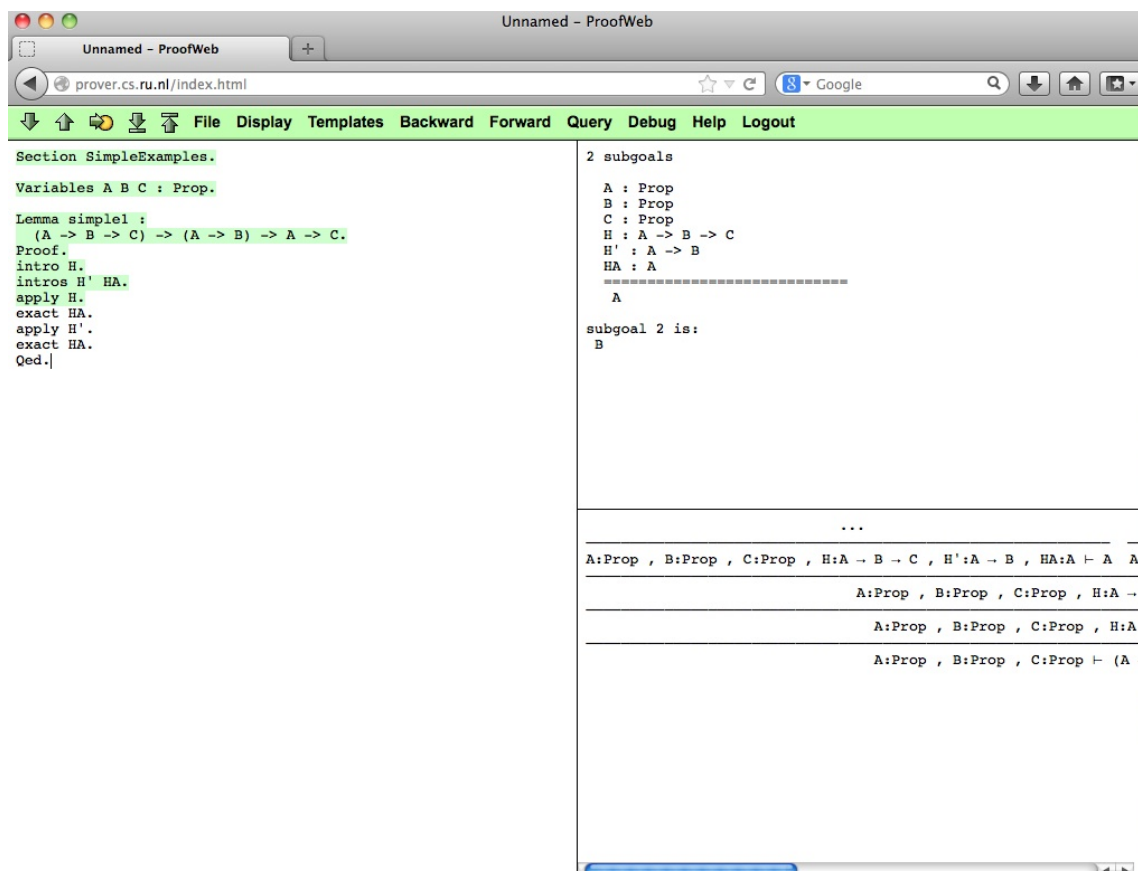 Unnamed – ProofWeb
Unnamed – ProofWeb
prover.cs.ru.nl/index.html
Google
File Display Templates Backward Forward Query Debug Help Logout
Section SimpleExamples.
Variables A B C : Prop.
Lemma simple1 :
(A -> B -> C) -> (A -> B) -> A -> C.
Proof.
intro H.
intros H' HA.
apply H.
exact HA.
apply H'.
exact HA.
Qed.
2 subgoals
A : Prop
B : Prop
C : Prop
H : A -> B -> C
H' : A -> B
HA : A
============================
A
subgoal 2 is:
B
...
A:Prop , B:Prop , C:Prop , H:A → B → C , H':A → B , HA:A ⊢ A A
A:Prop , B:Prop , C:Prop , H:A →
A:Prop , B:Prop , C:Prop , H:A
A:Prop , B:Prop , C:Prop ⊢ (A